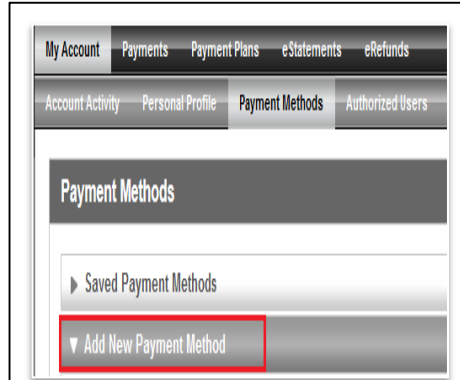 My Account Payments Payment Plans eStatements eRefunds
Account Activity Personal Profile Payment Methods Authorized Users
Payment Methods
Saved Payment Methods
Add New Payment Method